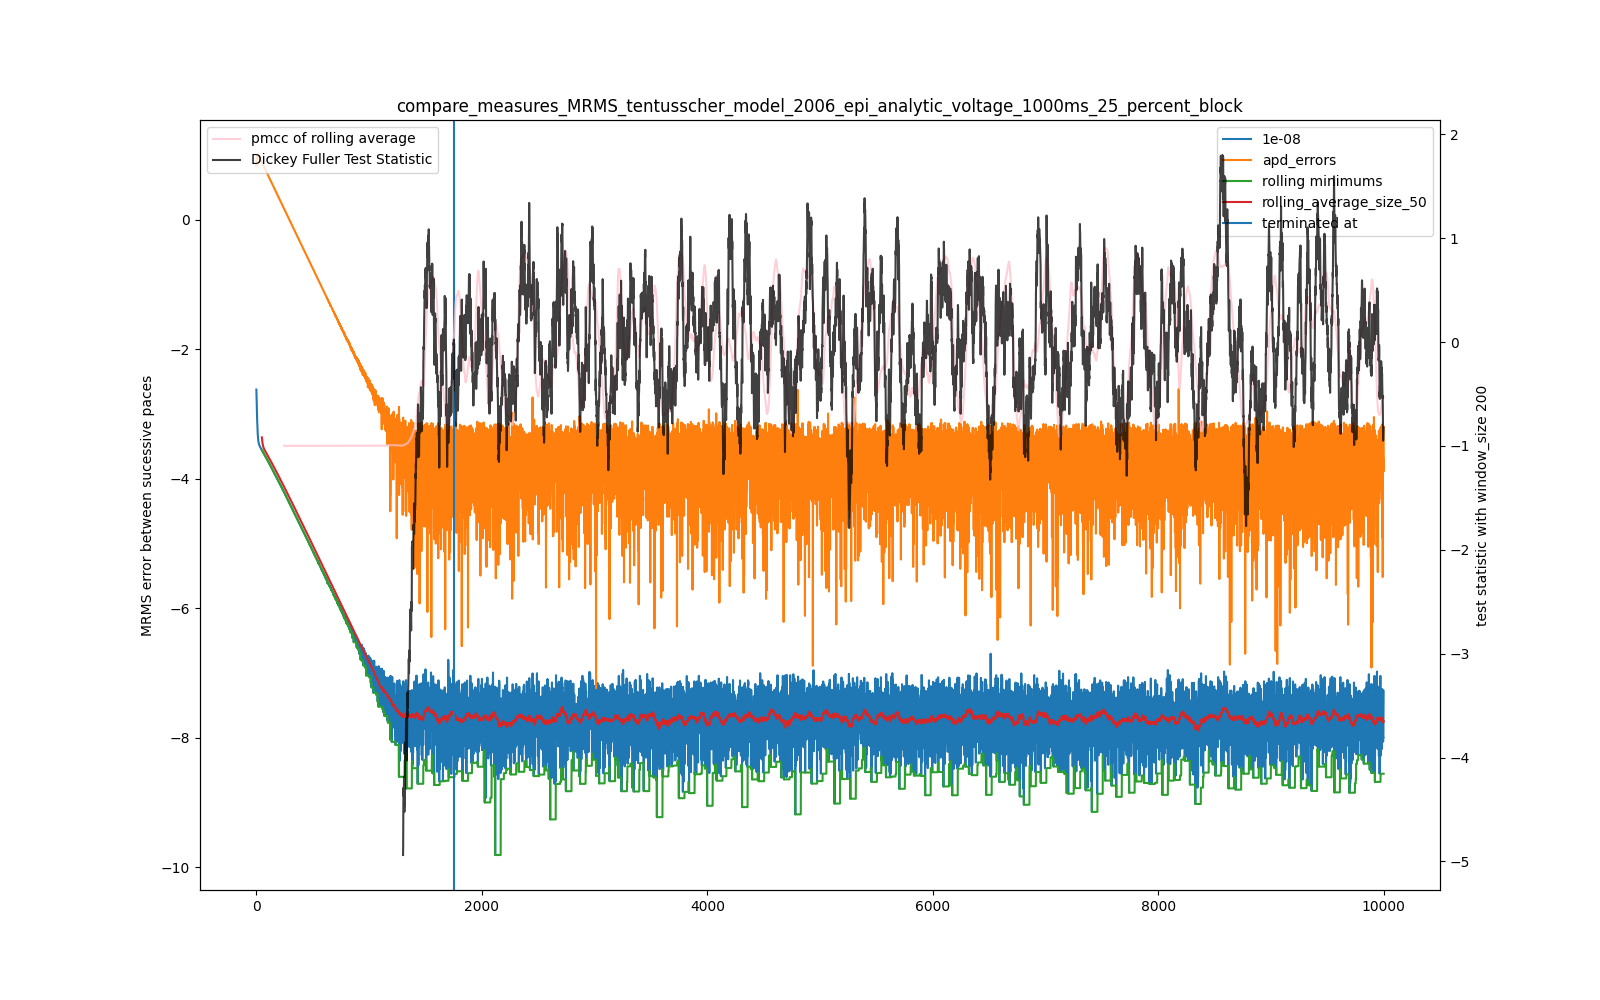 compare_measures_MRMS_tentusscher_model_2006_epi_analytic_voltage_1000ms_25_percent_block
pmcc of rolling average
Dickey Fuller Test Statistic
1e-08
apd_errors
rolling minimums
rolling_average_size_50
terminated at
MRMS error between sucessive paces
0
−2
−4
−6
−8
−10
2
1
0
−1
−2
−3
−4
−5
test statistic with window_size 200
0 2000 4000 6000 8000 10000